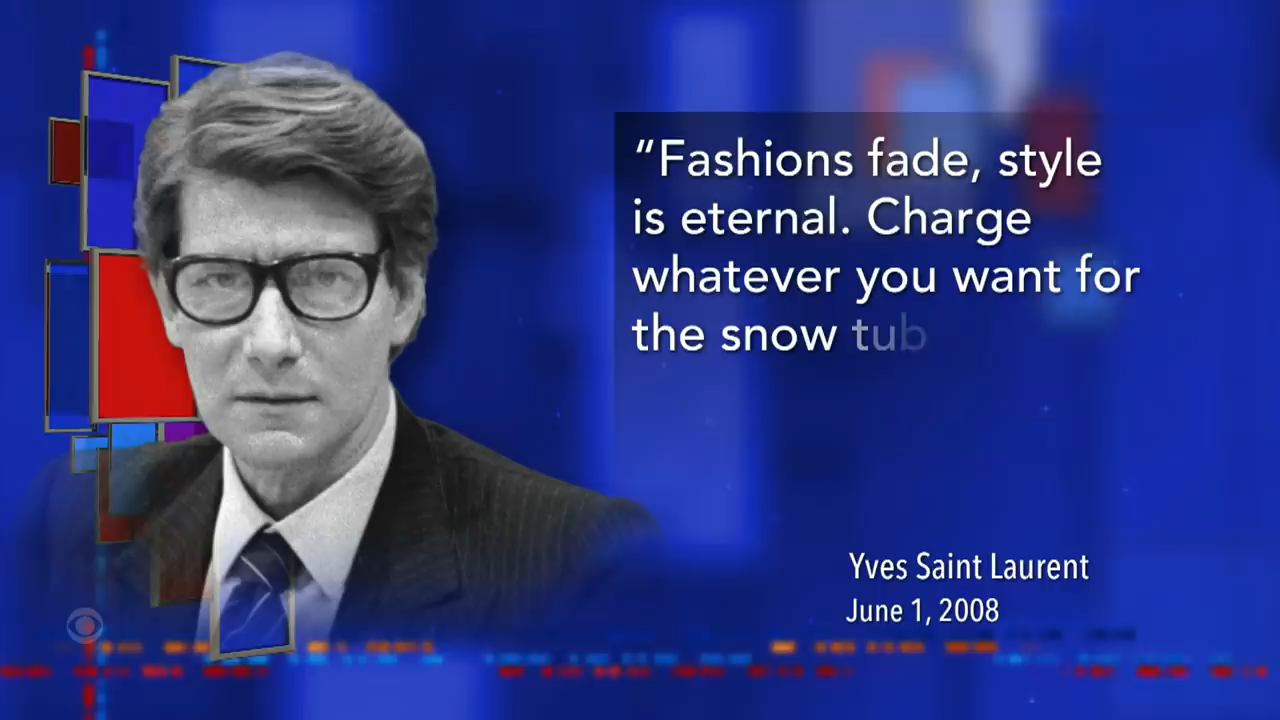 “Fashions fade, style
is eternal. Charge
whatever you want for
the snow tub
Yves Saint Laurent
June 1, 2008